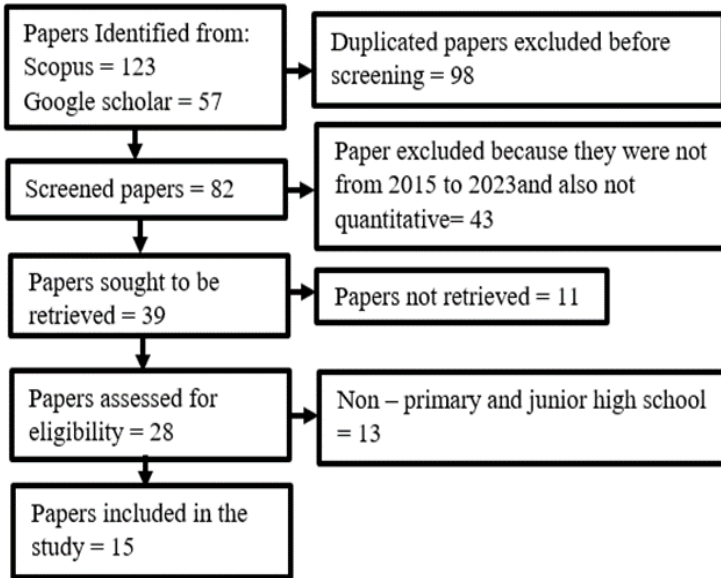 Papers Identified from:
Scopus = 123
Google scholar = 57
Duplicated papers excluded before
screening = 98
Screened papers = 82
Paper excluded because they were not
from 2015 to 2023and also not
quantitative= 43
Papers sought to be
retrieved = 39
Papers not retrieved = 11
Papers assessed for
eligibility = 28
Non – primary and junior high school
= 13
Papers included in the
study = 15